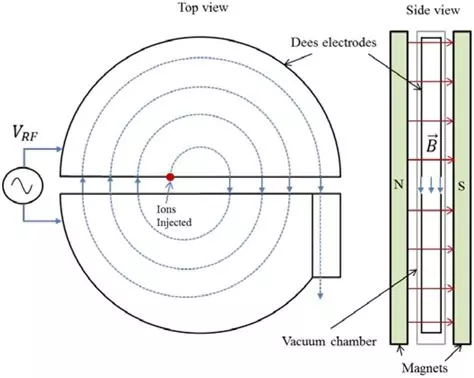 Top view
Side view
Dees electrodes
V_RF
B
N
S
Ions
Injected
Vacuum chamber
Magnets